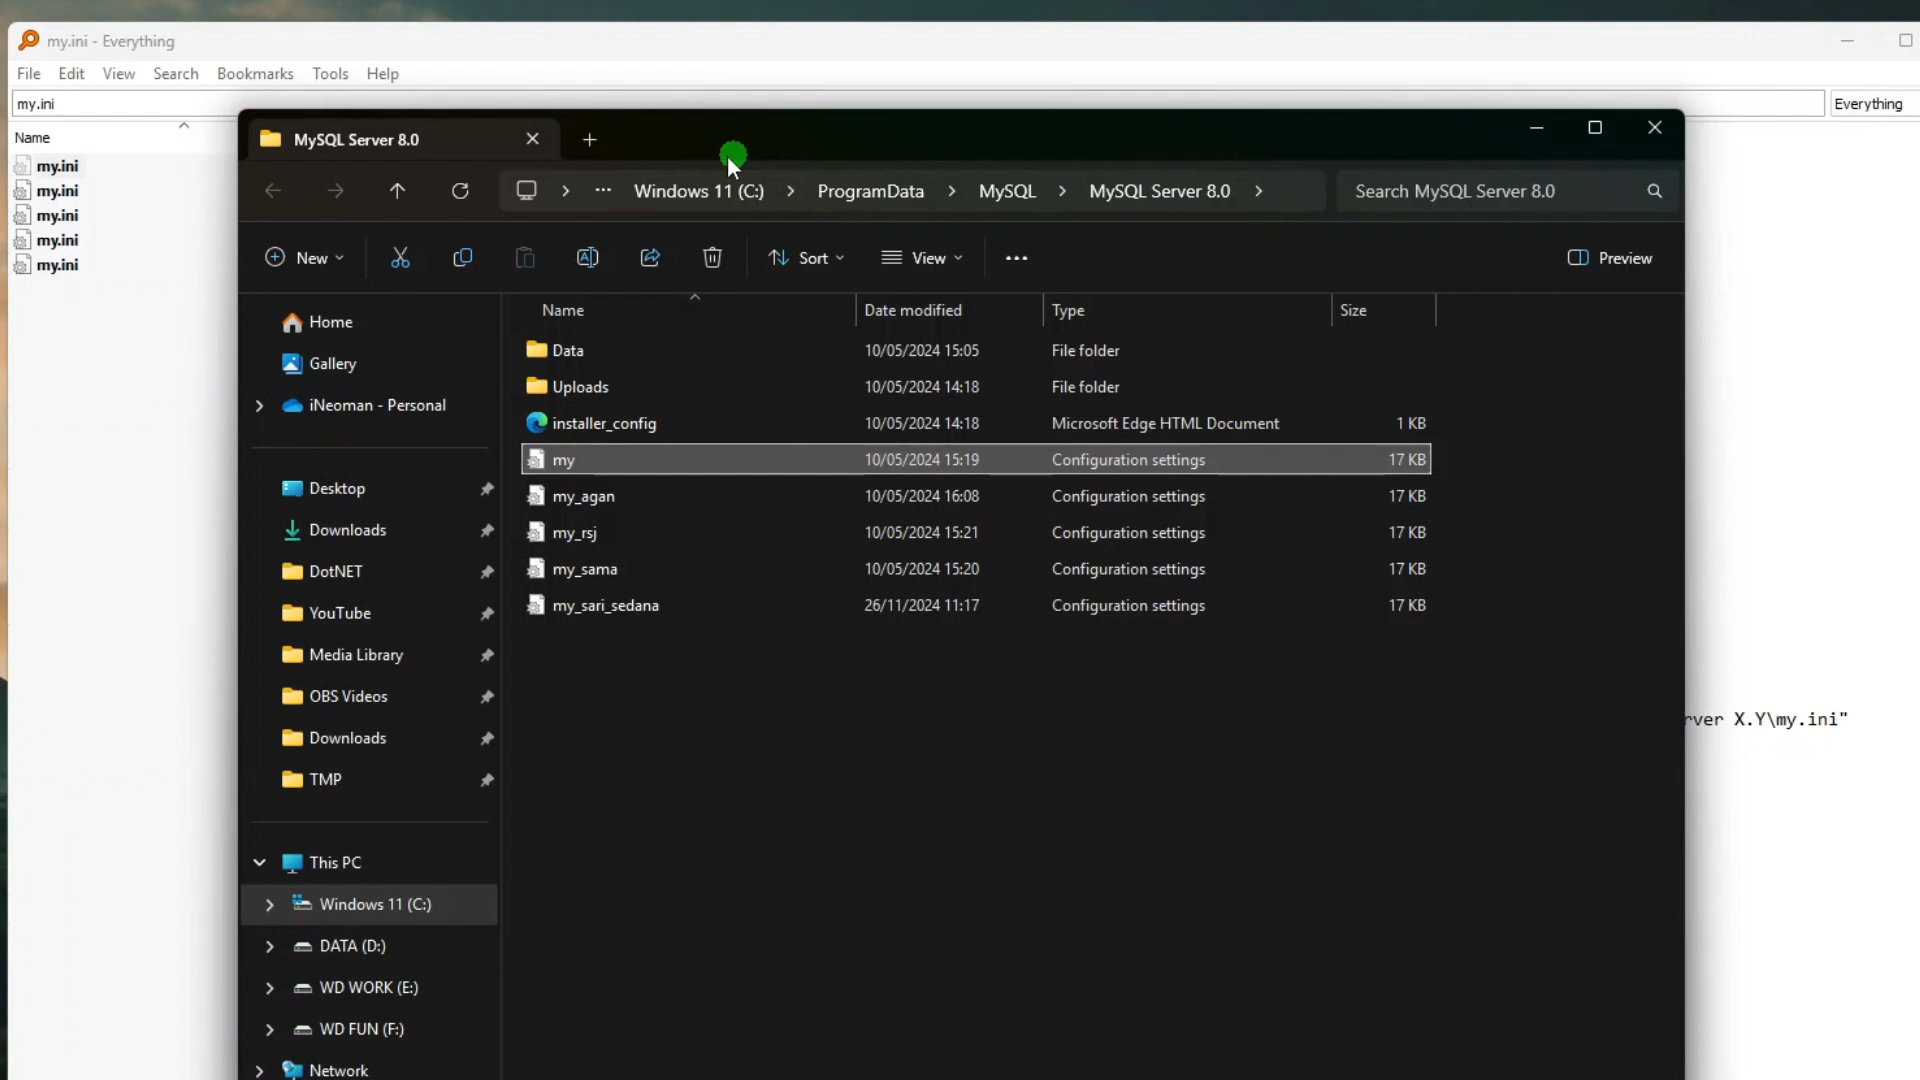 my.ini - Everything
File Edit View Search Bookmarks Tools Help
my.ini
Everything
Name
my.ini
my.ini
my.ini
my.ini
my.ini
MySQL Server 8.0
Windows 11 (C:) ProgramData MySQL MySQL Server 8.0
Search MySQL Server 8.0
New Sort View Preview
Home
Gallery
iNeoman - Personal
Desktop
Downloads
DotNET
YouTube
Media Library
OBS Videos
Downloads
TMP
This PC
Windows 11 (C:)
DATA (D:)
WD WORK (E:)
WD FUN (F:)
Network
Name Date modified Type Size
Data 10/05/2024 15:05 File folder
Uploads 10/05/2024 14:18 File folder
installer_config 10/05/2024 14:18 Microsoft Edge HTML Document 1 KB
my 10/05/2024 15:19 Configuration settings 17 KB
my_agan 10/05/2024 16:08 Configuration settings 17 KB
my_rsj 10/05/2024 15:21 Configuration settings 17 KB
my_sama 10/05/2024 15:20 Configuration settings 17 KB
my_sari_sedana 26/11/2024 11:17 Configuration settings 17 KB
rver X.Y\my.ini"